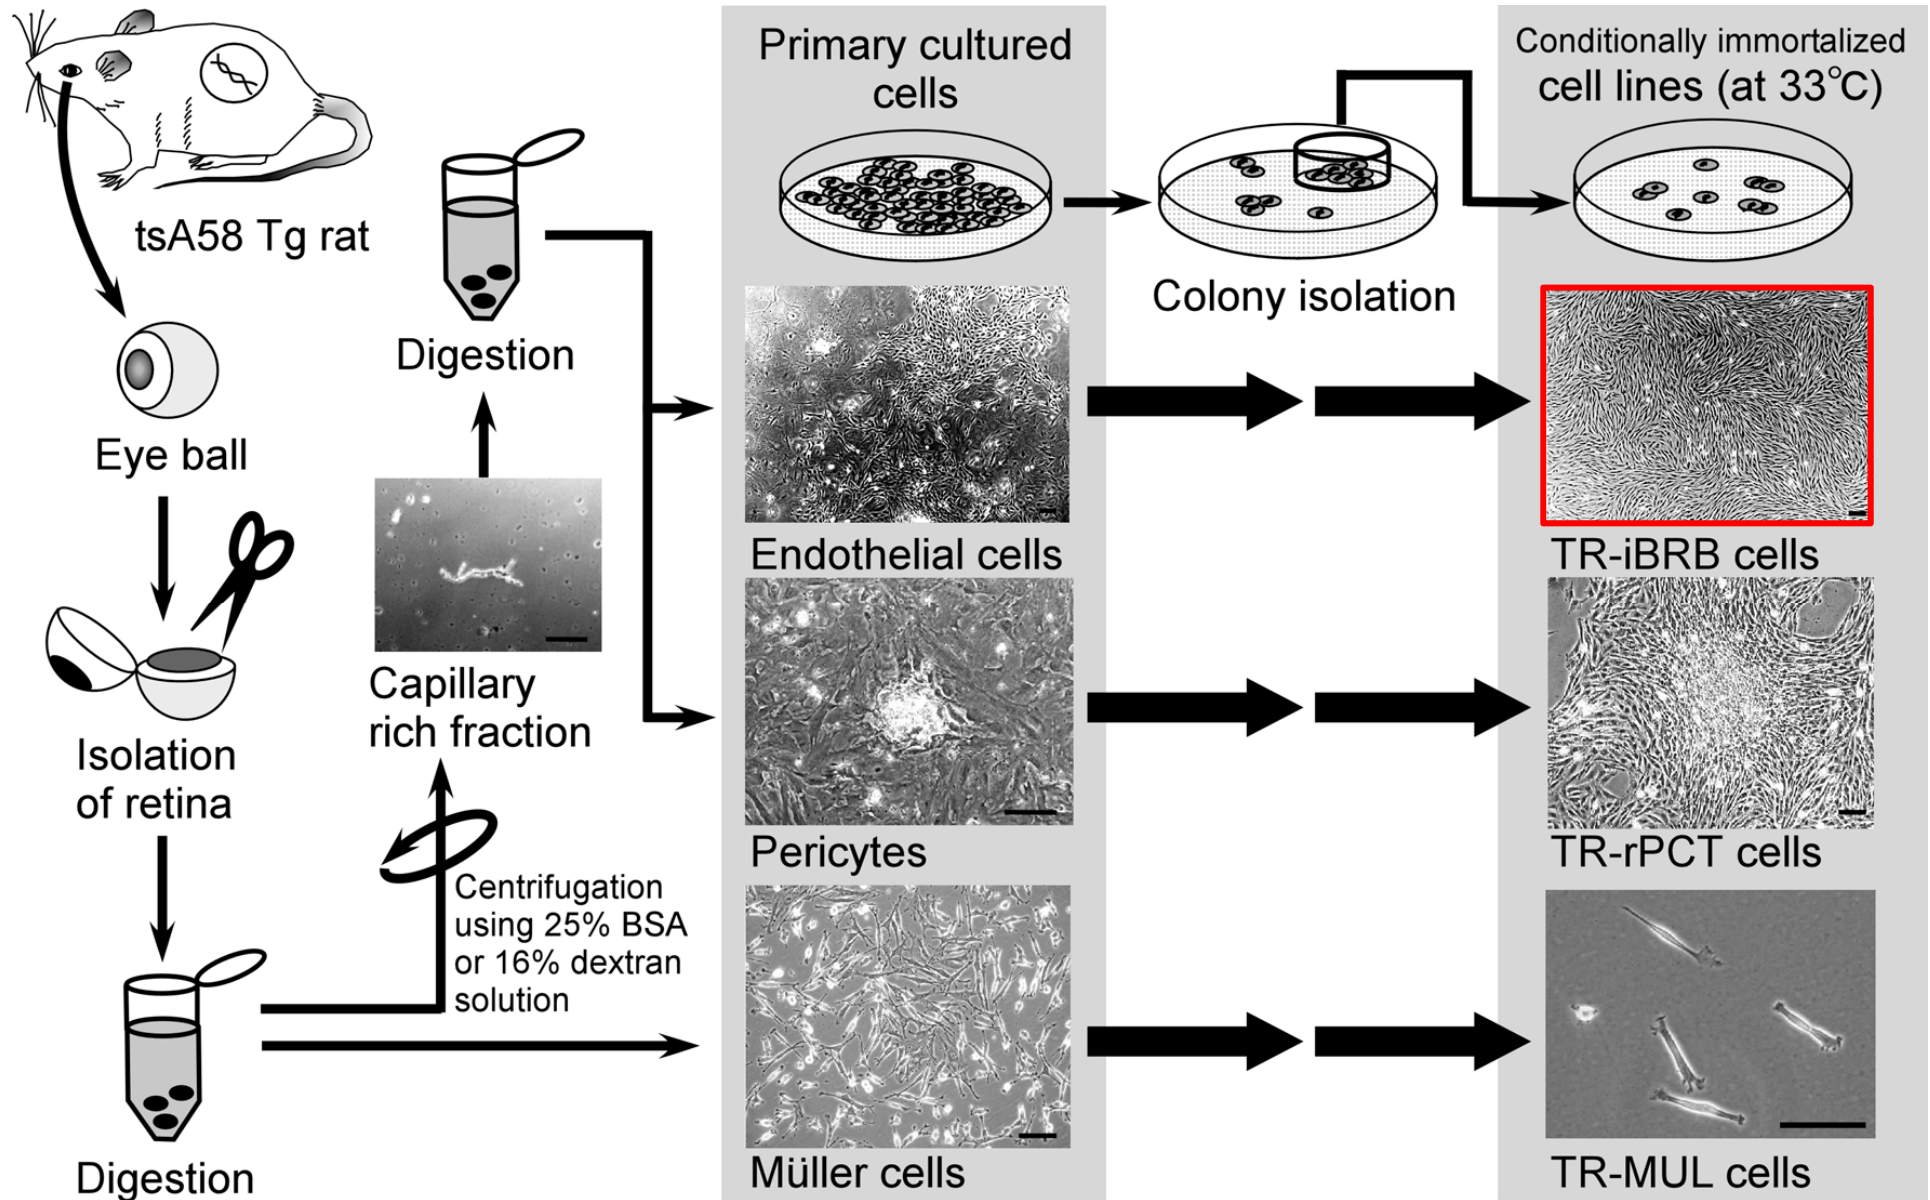 tsA58 Tg rat
Eye ball
Isolation
of retina
Digestion
Centrifugation
using 25% BSA
or 16% dextran
solution
Capillary
rich fraction
Digestion
Primary cultured
cells
Endothelial cells
Pericytes
Müller cells
Colony isolation
Conditionally immortalized
cell lines (at 33℃)
TR-iBRB cells
TR-rPCT cells
TR-MUL cells